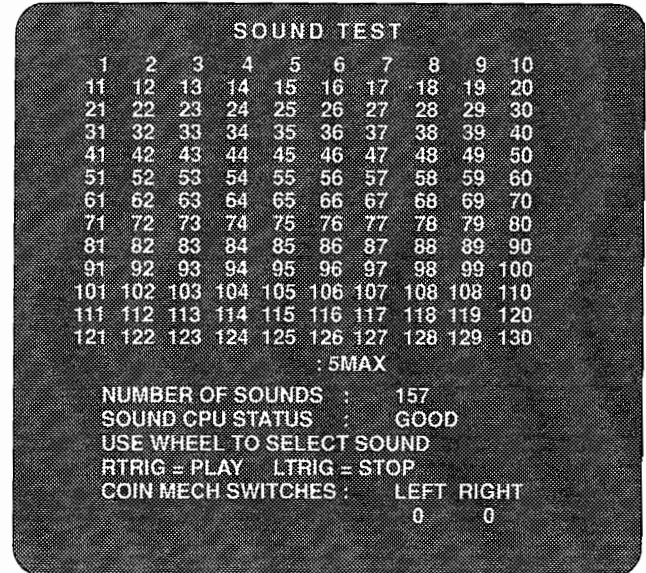 SOUND TEST
1 2 3 4 5 6 7 8 9 10
11 12 13 14 15 16 17 18 19 20
21 22 23 24 25 26 27 28 29 30
31 32 33 34 35 36 37 38 39 40
41 42 43 44 45 46 47 48 49 50
51 52 53 54 55 56 57 58 59 60
61 62 63 64 65 66 67 68 69 70
71 72 73 74 75 76 77 78 79 80
81 82 83 84 85 86 87 88 89 90
91 92 93 94 95 96 97 98 99 100
101 102 103 104 105 106 107 108 108 110
111 112 113 114 115 116 117 118 119 120
121 122 123 124 125 126 127 128 129 130
: 5MAX
NUMBER OF SOUNDS : 157
SOUND CPU STATUS : GOOD
USE WHEEL TO SELECT SOUND
RTRIG = PLAY LTRIG = STOP
COIN MECH SWITCHES : LEFT RIGHT
0 0